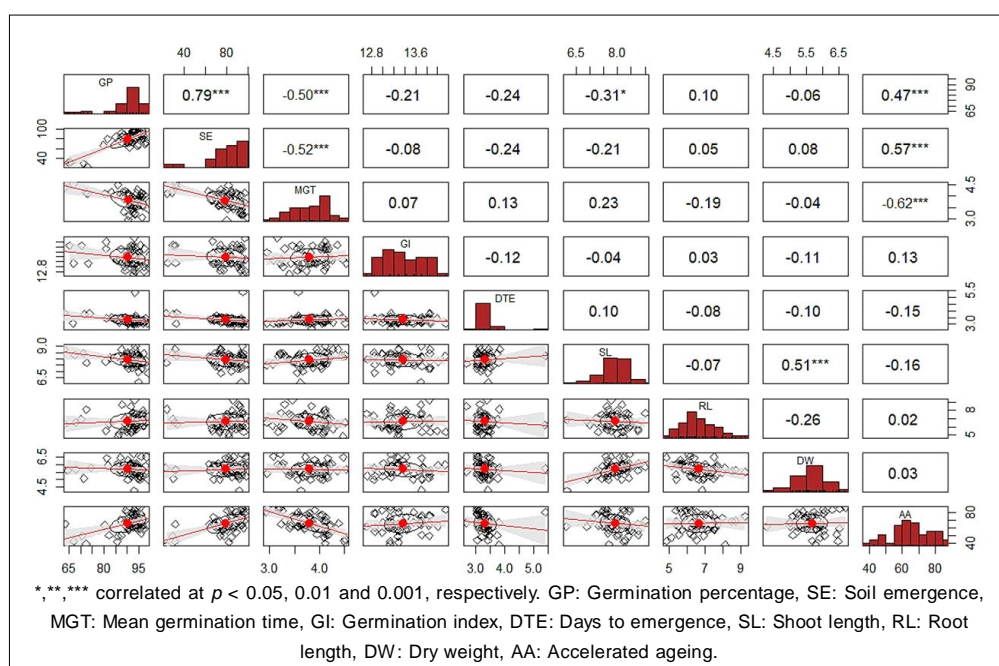 40 80 12.8 13.6 6.5 8.0 4.5 5.5 6.5
GP 0.79*** -0.50*** -0.21 -0.24 -0.31* 0.10 -0.06 0.47*** 65 90
40 100 SE -0.52*** -0.08 -0.24 -0.21 0.05 0.08 0.57***
MGT 0.07 0.13 0.23 -0.19 -0.04 -0.62*** 3.0 4.5
12.8 GI -0.12 -0.04 0.03 -0.11 0.13
DTE 0.10 -0.08 -0.10 -0.15 3.0 5.5
6.5 9.0 SL -0.07 0.51*** -0.16
RL -0.26 0.02 5 8
4.5 6.5 DW 0.03
AA 40 80
65 80 95 3.0 4.0 3.0 4.0 5.0 5 7 9 40 60 80
*,**,*** correlated at p < 0.05, 0.01 and 0.001, respectively. GP: Germination percentage, SE: Soil emergence,
MGT: Mean germination time, GI: Germination index, DTE: Days to emergence, SL: Shoot length, RL: Root
length, DW: Dry weight, AA: Accelerated ageing.